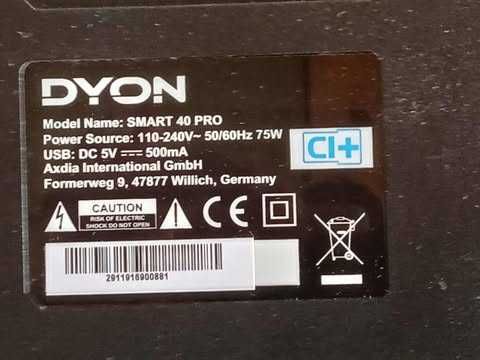 DYON
Model Name: SMART 40 PRO
Power Source: 110-240V~ 50/60Hz 75W
USB: DC 5V ⎓ 500mA
Axdia International GmbH
Formerweg 9, 47877 Willich, Germany
CI+
CAUTION
RISK OF ELECTRIC
SHOCK DO NOT OPEN
CE
2911916900881